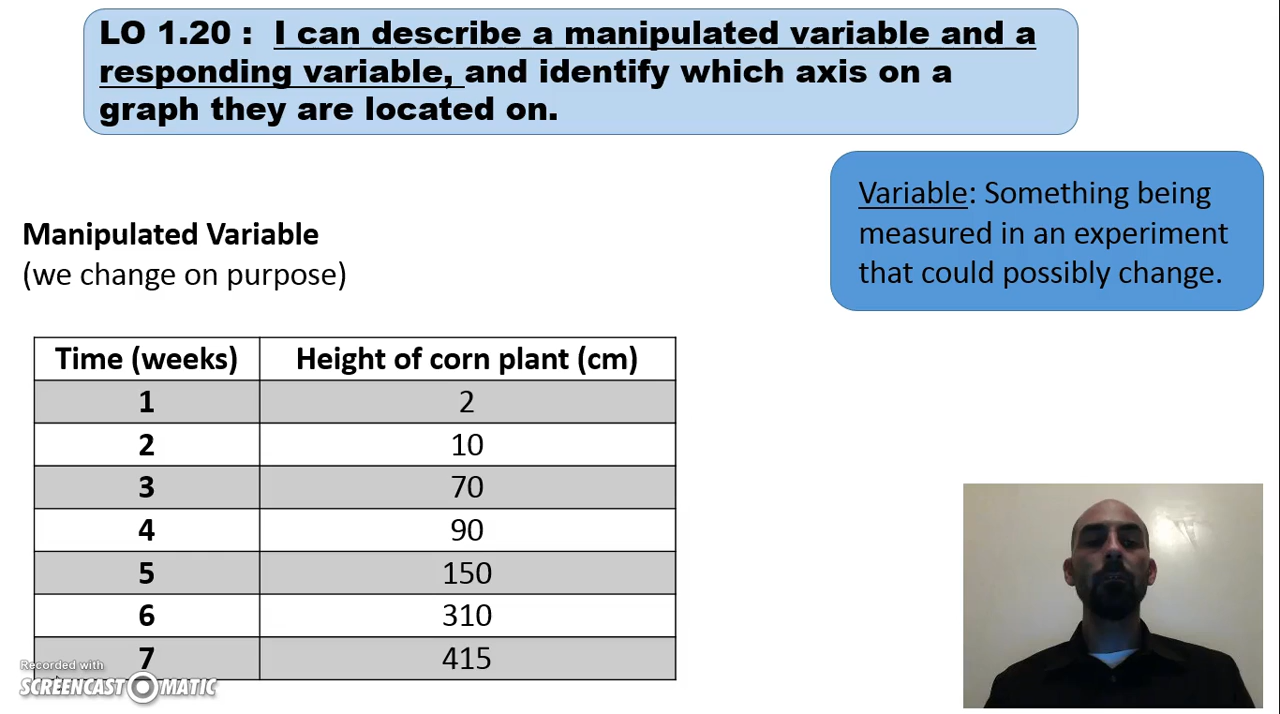 LO 1.20 : I can describe a manipulated variable and a
responding variable, and identify which axis on a
graph they are located on.
Variable: Something being
measured in an experiment
that could possibly change.
Manipulated Variable
(we change on purpose)
Time (weeks) Height of corn plant (cm)
1 2
2 10
3 70
4 90
5 150
6 310
7 415
Recorded with
SCREENCAST MATIC